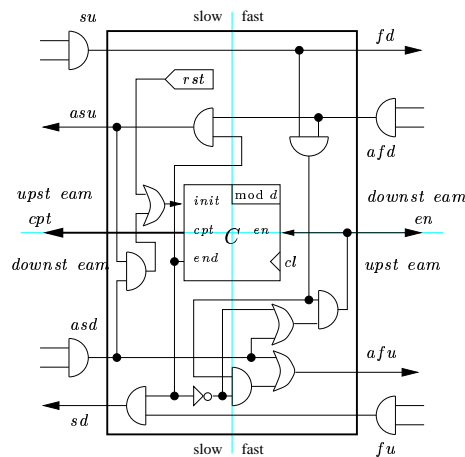 su
slow fast
fd
rst
asu
afd
upst eam
cpt
init
mod d
downst eam
en
cpt
C
en
downst eam
end
cl
upst eam
asd
afu
sd
fu
slow fast